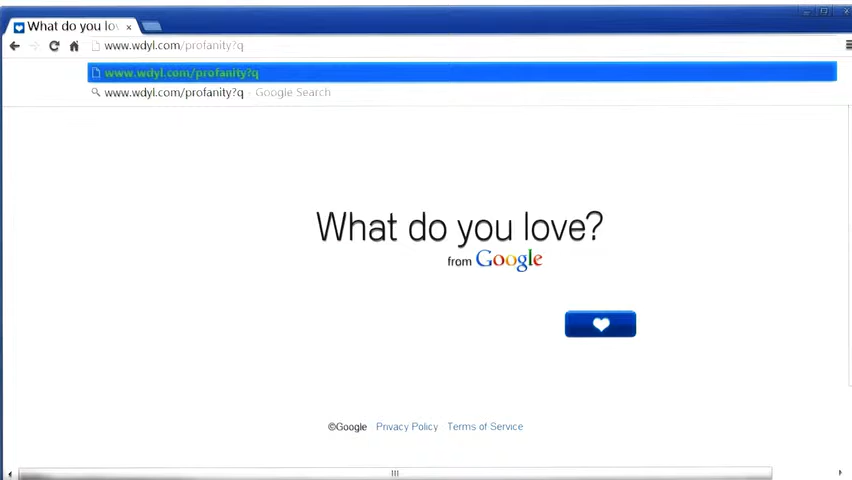 What do you lo
www.wdyl.com/profanity?q
www.wdyl.com/profanity?q
www.wdyl.com/profanity?q - Google Search
What do you love?
from Google
©Google Privacy Policy Terms of Service